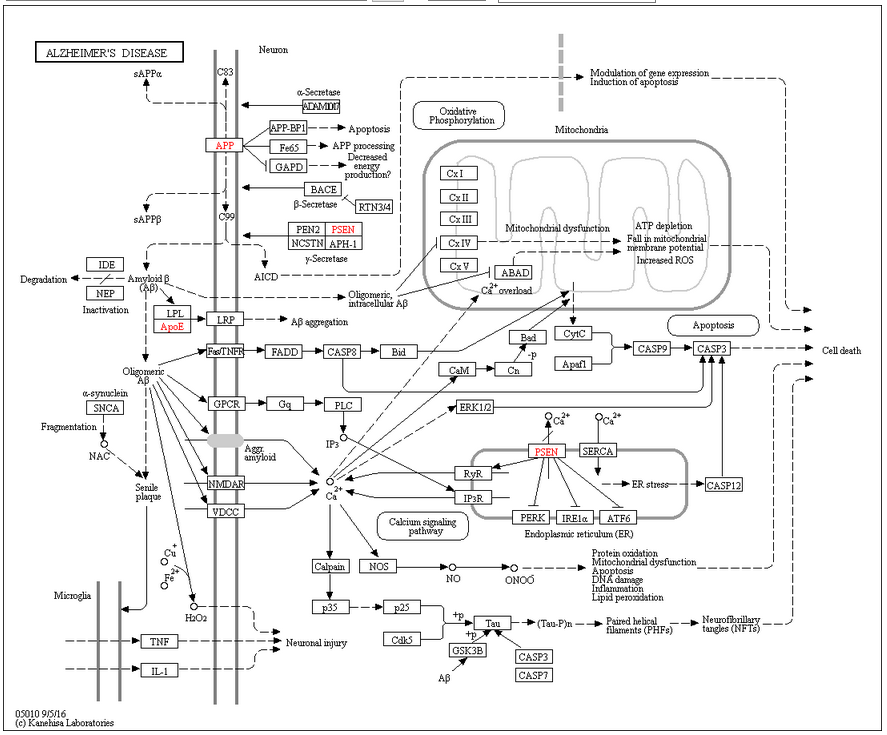 ALZHEIMER'S DISEASE
Neuron
sAPPα
C83
α-Secretase
ADAM10/17
Modulation of gene expression
Induction of apoptosis
Oxidative
Phosphorylation
Mitochondria
APP
APP-BP1
Apoptosis
Fe65
APP processing
GAPD
Decreased
energy
production?
Cx I
Cx II
Cx III
Cx IV
Cx V
BACE
β-Secretase
RTN3/4
sAPPβ
C99
PEN2
PSEN
NCSTN
APH-1
γ-Secretase
AICD
Mitochondrial dysfunction
ATP depletion
Fall in mitochondrial
membrane potential
Increased ROS
ABAD
Ca2+ overload
IDE
NEP
Degradation
Inactivation
Amyloid β
(Aβ)
Oligomeric,
intracellular Aβ
LPL
ApoE
LRP
Aβ aggregation
Fas/TNFR
FADD
CASP8
Bid
Bad
-p
CaM
Cn
CytC
Apaf1
CASP9
CASP3
Apoptosis
Cell death
Oligomeric
Aβ
α-synuclein
SNCA
Fragmentation
NAC
GPCR
Gq
PLC
IP3
ERK1/2
Aggr.
amyloid
Senile
plaque
NMDAR
VDCC
Ca2+
RyR
IP3R
Ca2+
Ca2+
PSEN
SERCA
ER stress
CASP12
PERK
IRE1α
ATF6
Endoplasmic reticulum (ER)
Calcium signaling
pathway
Cu+
Fe2+
H2O2
Microglia
TNF
IL-1
Neuronal injury
Calpain
NOS
NO
ONOO-
Protein oxidation
Mitochondrial dysfunction
Apoptosis
DNA damage
Inflammation
Lipid peroxidation
p35
p25
Cdk5
+p
Tau
+p
GSK3B
Aβ
CASP3
CASP7
(Tau-P)n
Paired helical
filaments (PHFs)
Neurofibrillary
tangles (NFTs)
05010 9/5/16
(c) Kanehisa Laboratories